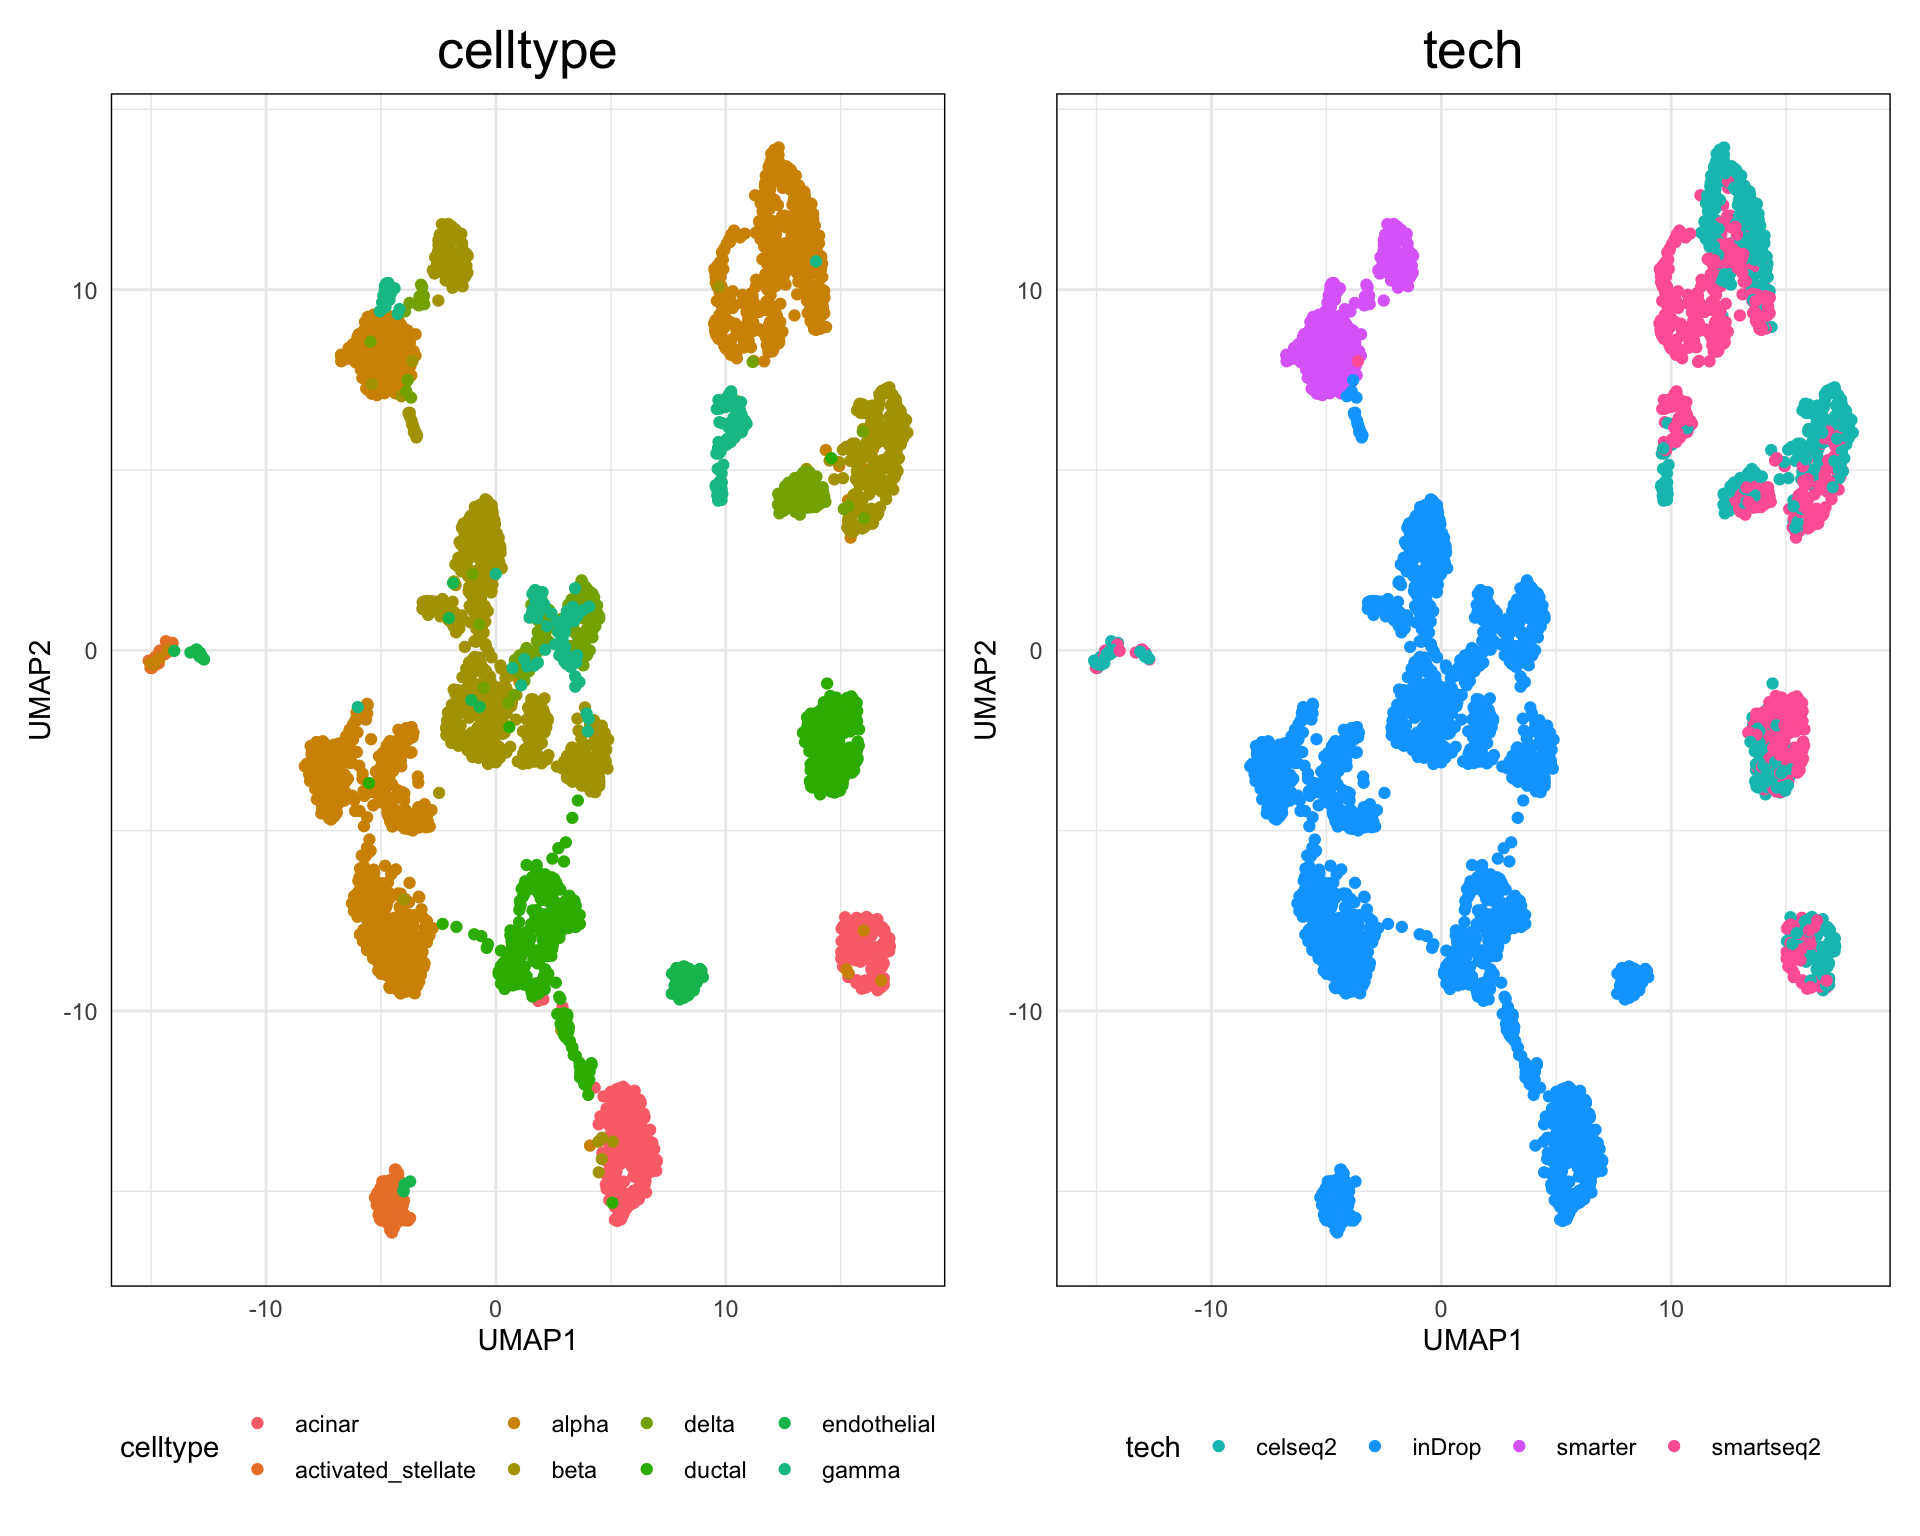 celltype
tech
UMAP2
10
0
-10
-10
0
10
UMAP1
UMAP2
10
0
-10
-10
0
10
UMAP1
celltype
acinar
alpha
delta
endothelial
activated_stellate
beta
ductal
gamma
tech
celseq2
inDrop
smarter
smartseq2